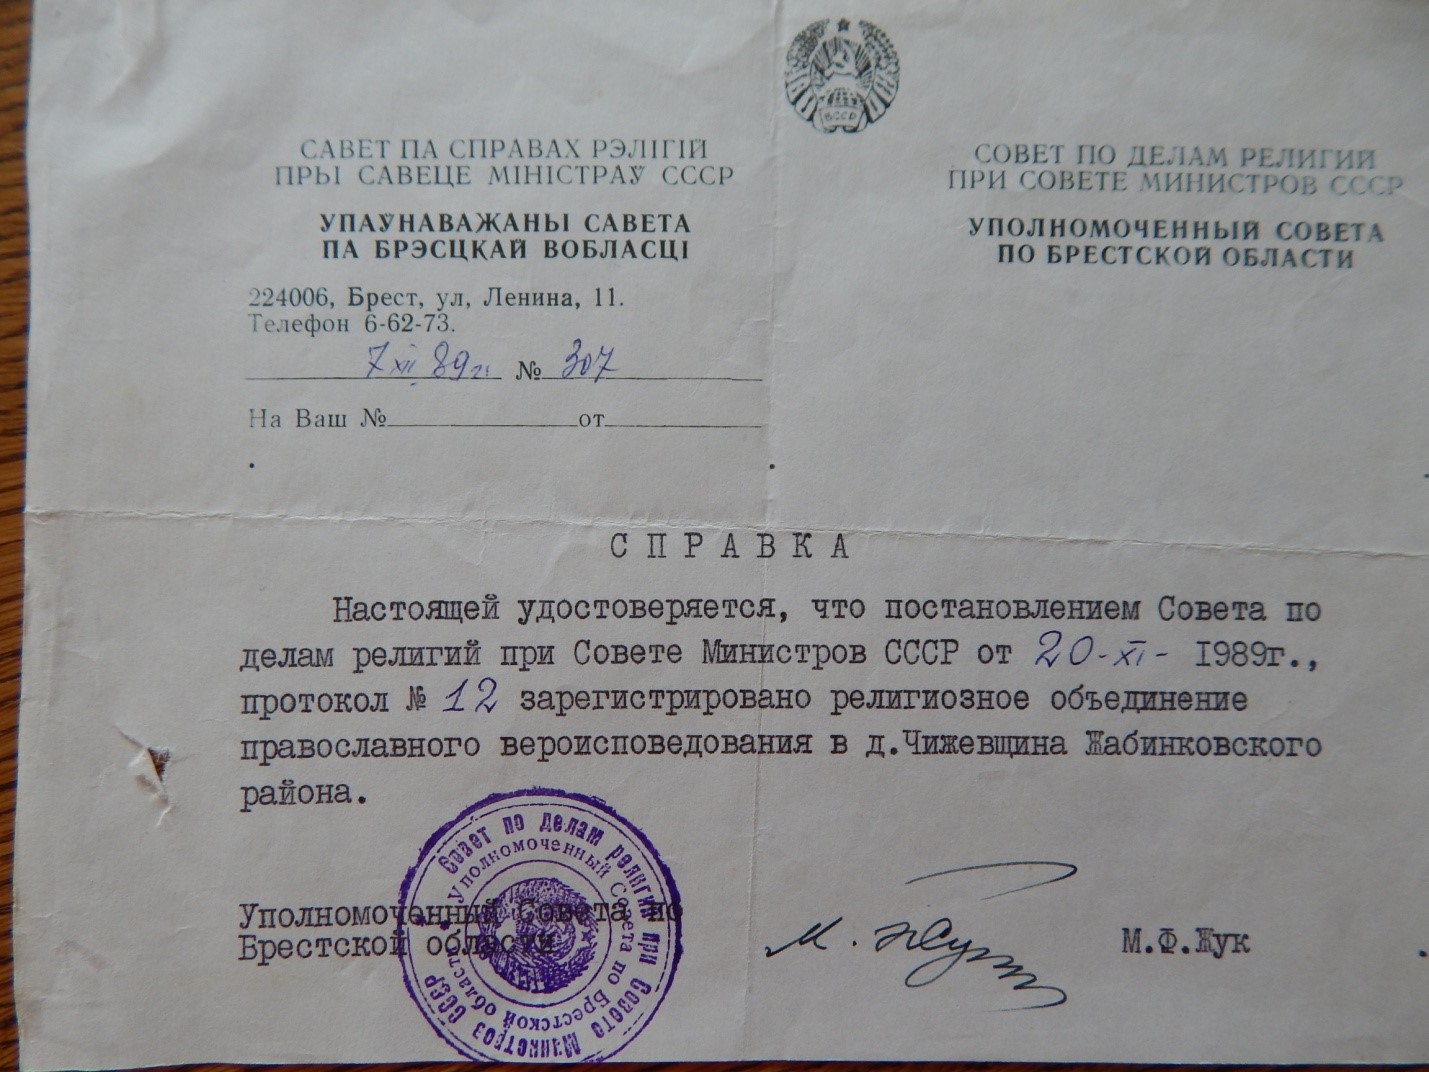 БССР
САВЕТ ПА СПРАВАХ РЭЛІГІЙ
ПРЫ САВЕЦЕ МІНІСТРАЎ СССР
УПАЎНАВАЖАНЫ САВЕТА
ПА БРЭСЦКАЙ ВОБЛАСЦІ
224006, Брест, ул, Ленина, 11.
Телефон 6-62-73.
7 XII 89г. № 307
На Ваш № от
СОВЕТ ПО ДЕЛАМ РЕЛИГИЙ
ПРИ СОВЕТЕ МИНИСТРОВ СССР
УПОЛНОМОЧЕННЫЙ СОВЕТА
ПО БРЕСТСКОЙ ОБЛАСТИ
СПРАВКА
Настоящей удостоверяется, что постановлением Совета по
делам религий при Совете Министров СССР от 20-XI- 1989г.,
протокол № 12 зарегистрировано религиозное объединение
православного вероисповедования в д.Чижевщина Жабинковского
района.
Уполномоченный Совета по
Брестской области
М. Жук
М.Ф.Жук
Совет по делам религий при Совете Министров СССР
Уполномоченный Совета по Брестской области